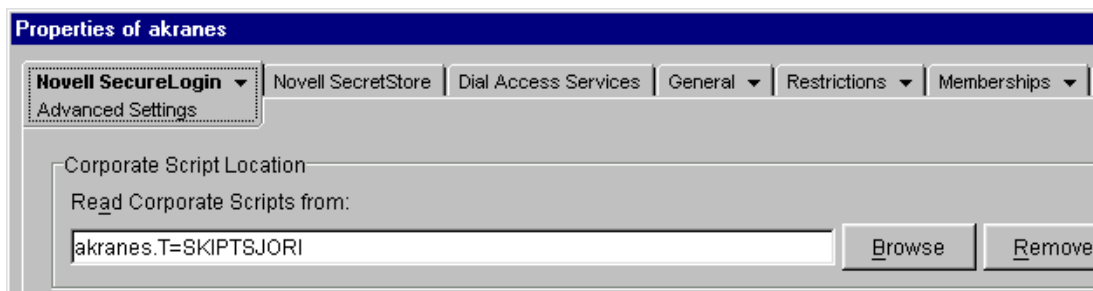 Properties of akranes
Novell SecureLogin Novell SecretStore Dial Access Services General Restrictions Memberships
Advanced Settings
Corporate Script Location
Read Corporate Scripts from:
akranes.T=SKIPTSJORI Browse Remove